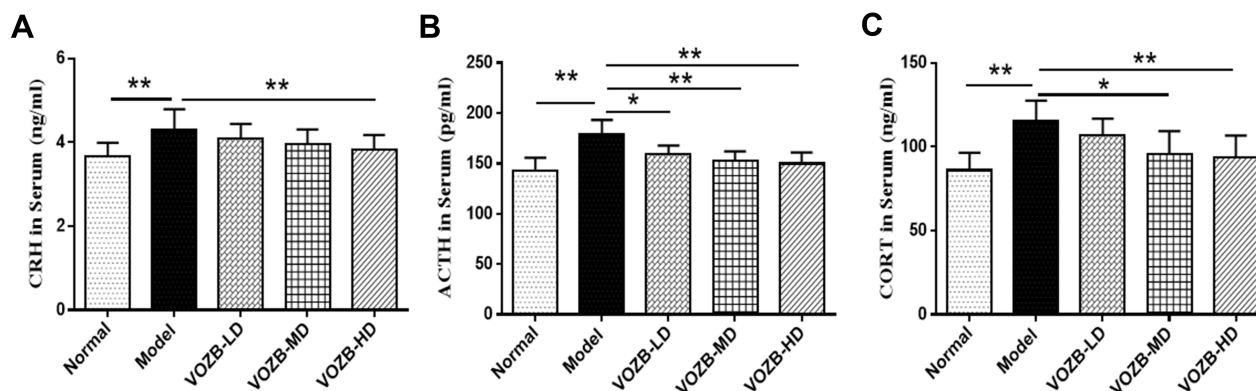 A
CRH in Serum (ng/ml)
6
4
2
0
**
**
Normal
Model
VOZB-LD
VOZB-MD
VOZB-HD
B
ACTH in Serum (pg/ml)
250
200
150
100
50
0
**
**
**
*
Normal
Model
VOZB-LD
VOZB-MD
VOZB-HD
C
CORT in Serum (ng/ml)
150
100
50
0
**
**
*
Normal
Model
VOZB-LD
VOZB-MD
VOZB-HD